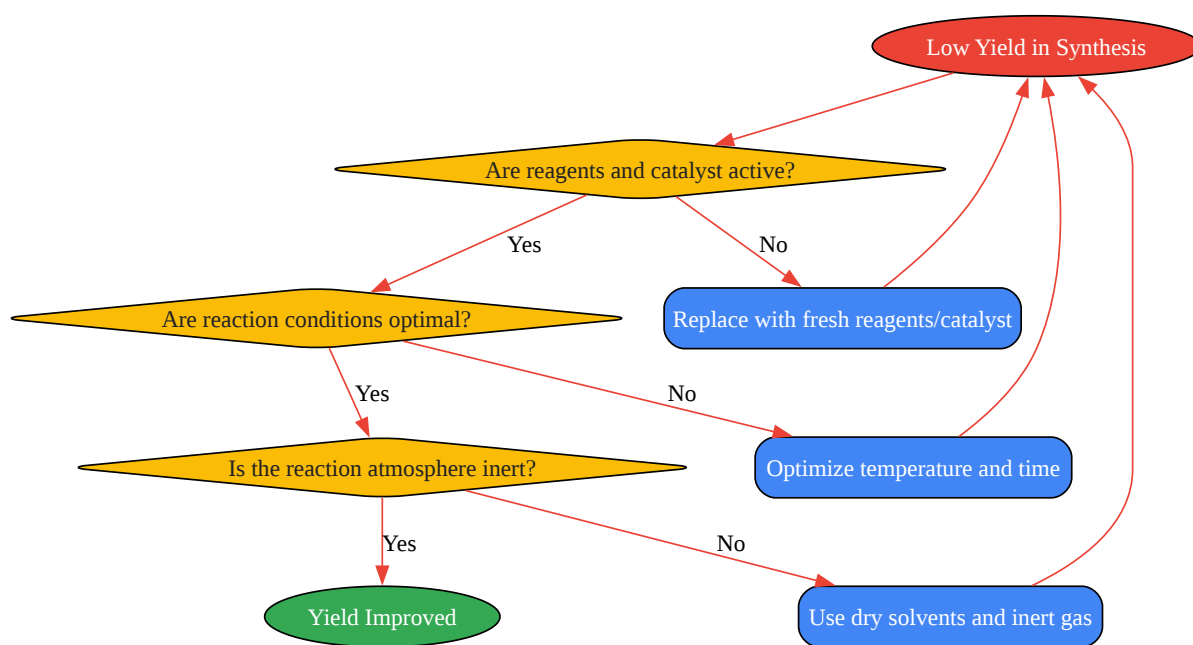 Low Yield in Synthesis
Are reagents and catalyst active?
Yes
No
Are reaction conditions optimal?
Replace with fresh reagents/catalyst
Yes
No
Is the reaction atmosphere inert?
Optimize temperature and time
Yes
No
Yield Improved
Use dry solvents and inert gas